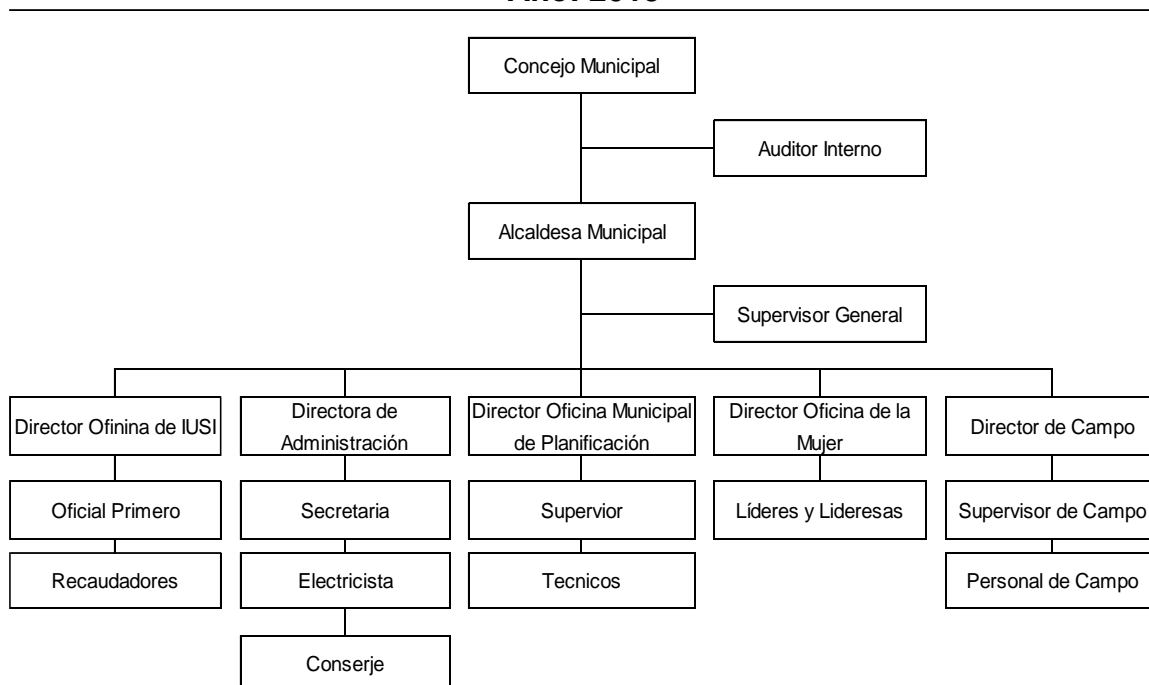 Concejo Municipal
Auditor Interno
Alcaldesa Municipal
Supervisor General
Director Ofinina de IUSI
Directora de
Administración
Director Oficina Municipal
de Planificación
Director Oficina de la
Mujer
Director de Campo
Oficial Primero
Secretaria
Supervior
Líderes y Lideresas
Supervisor de Campo
Recaudadores
Electricista
Tecnicos
Personal de Campo
Conserje